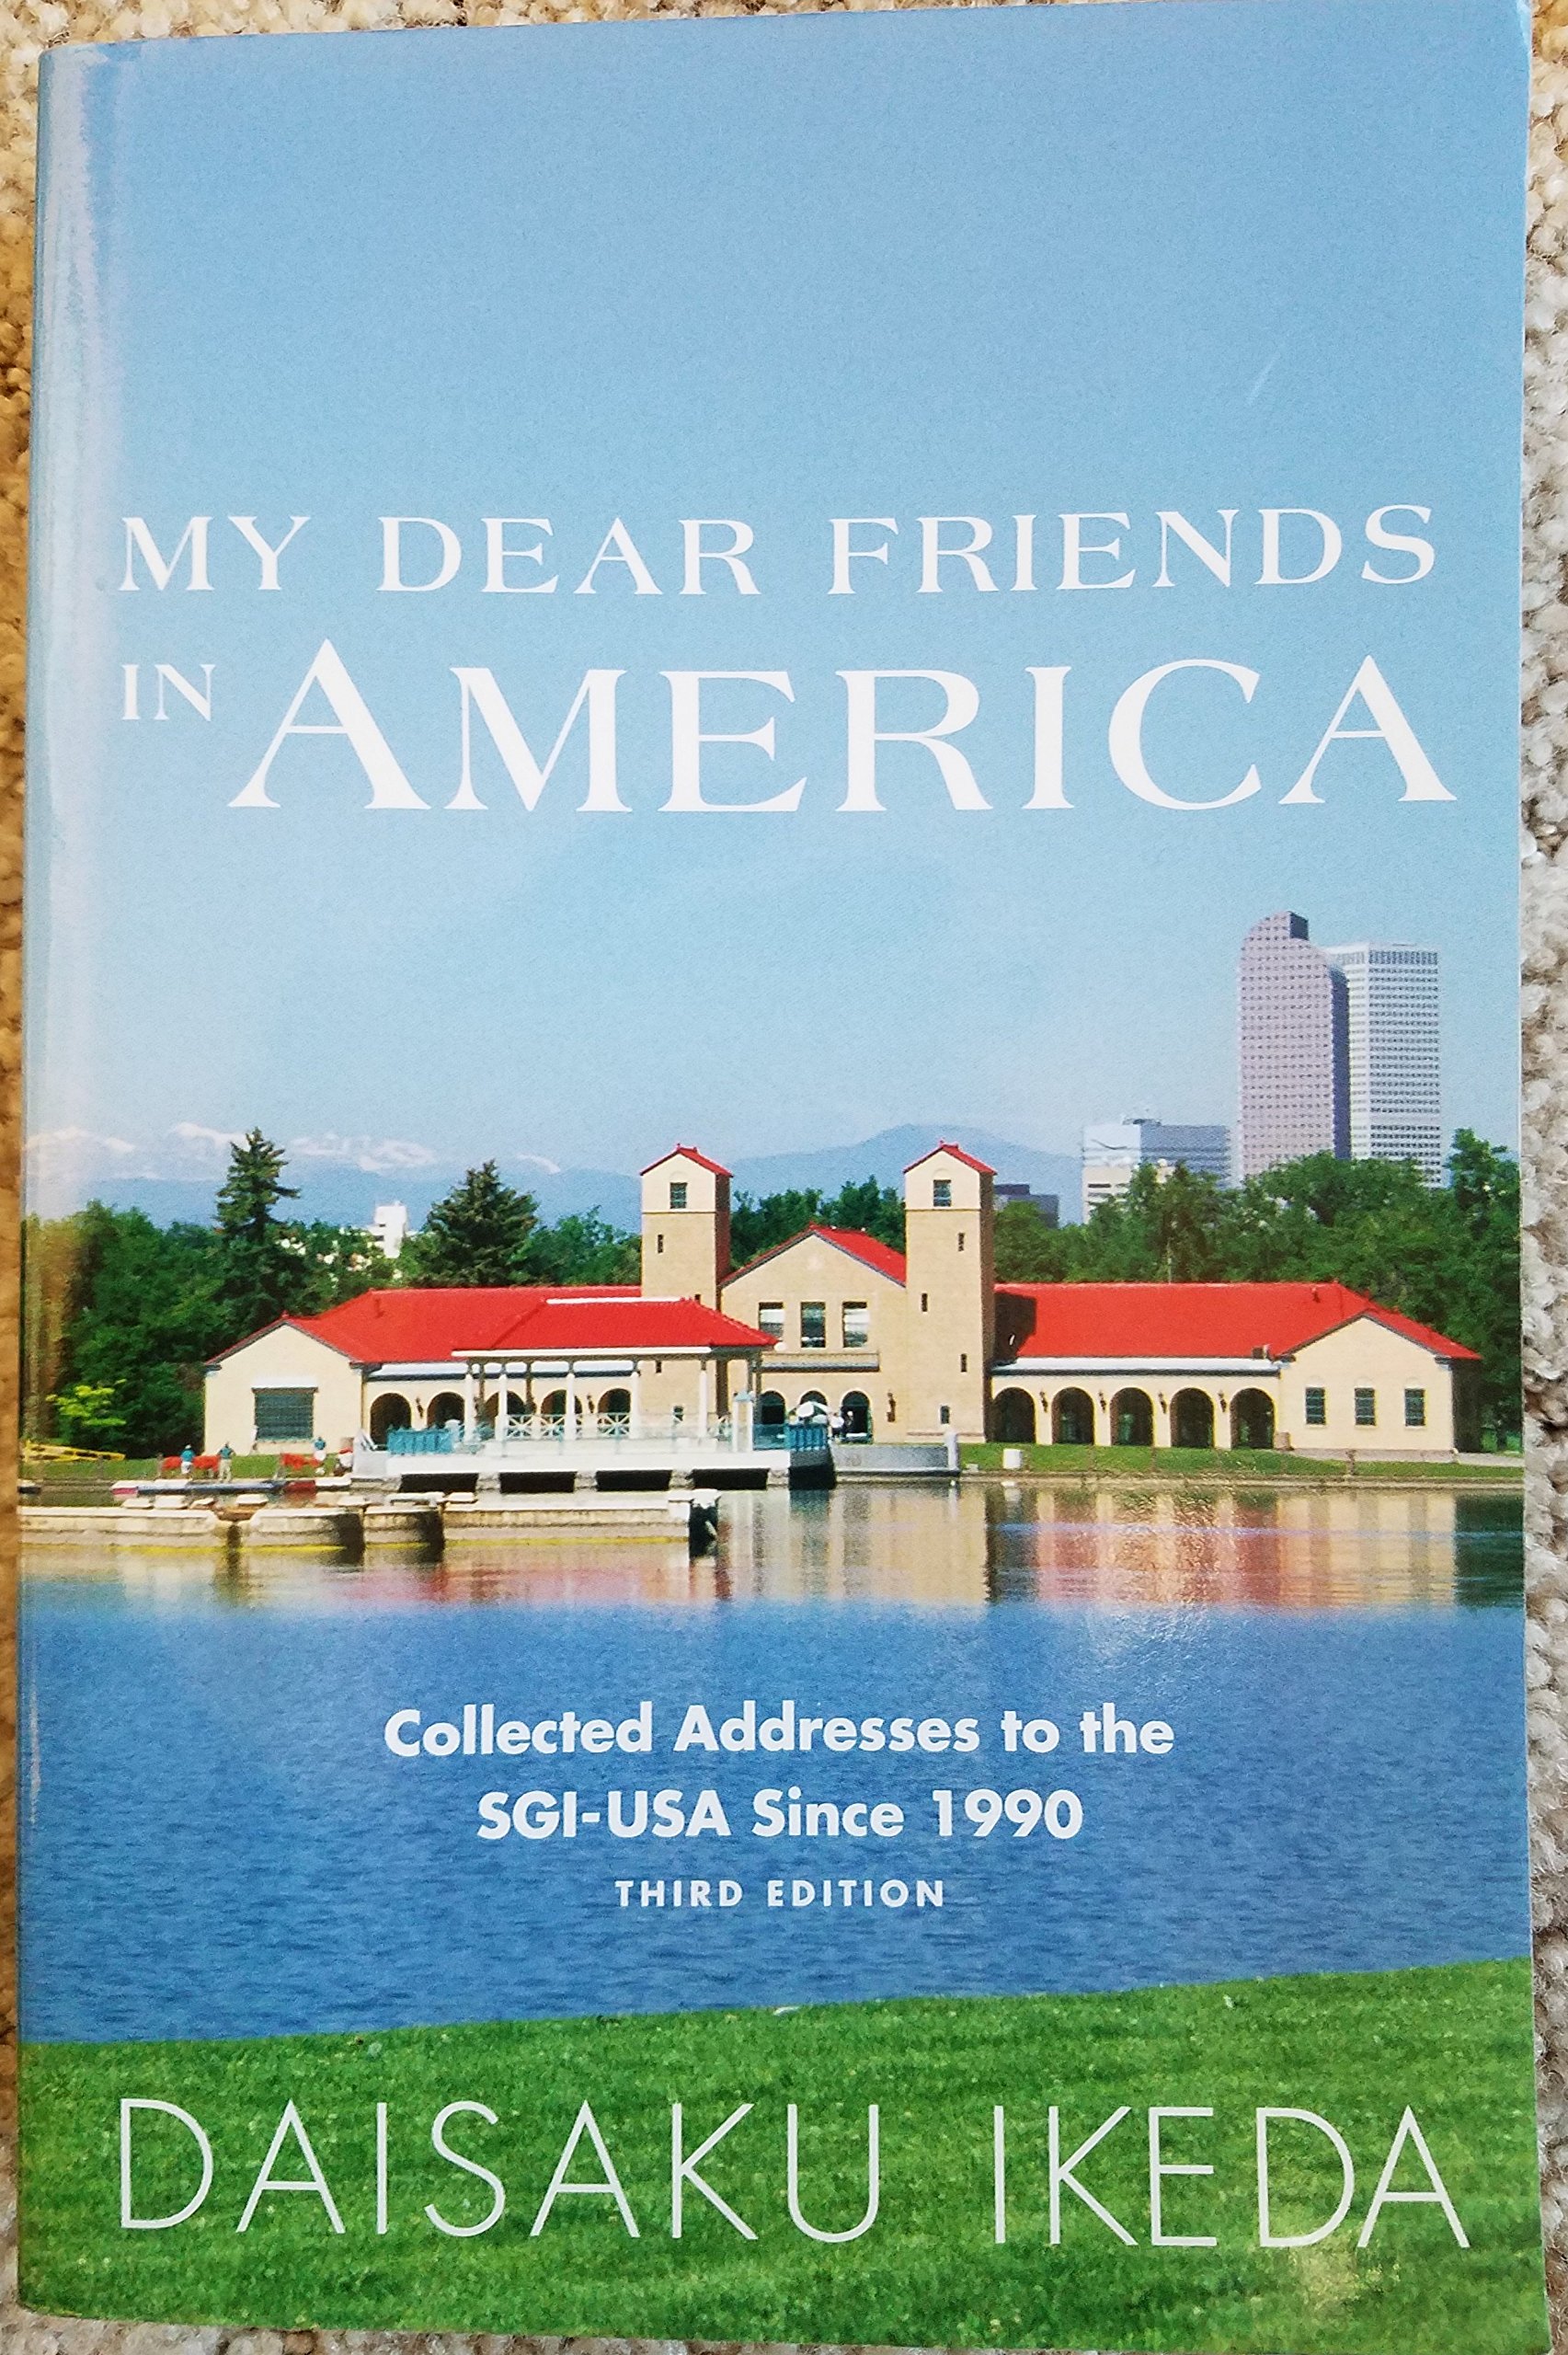 MY DEAR FRIENDS
IN AMERICA
Collected Addresses to the
SGI-USA Since 1990
THIRD EDITION
DAISAKU IKEDA